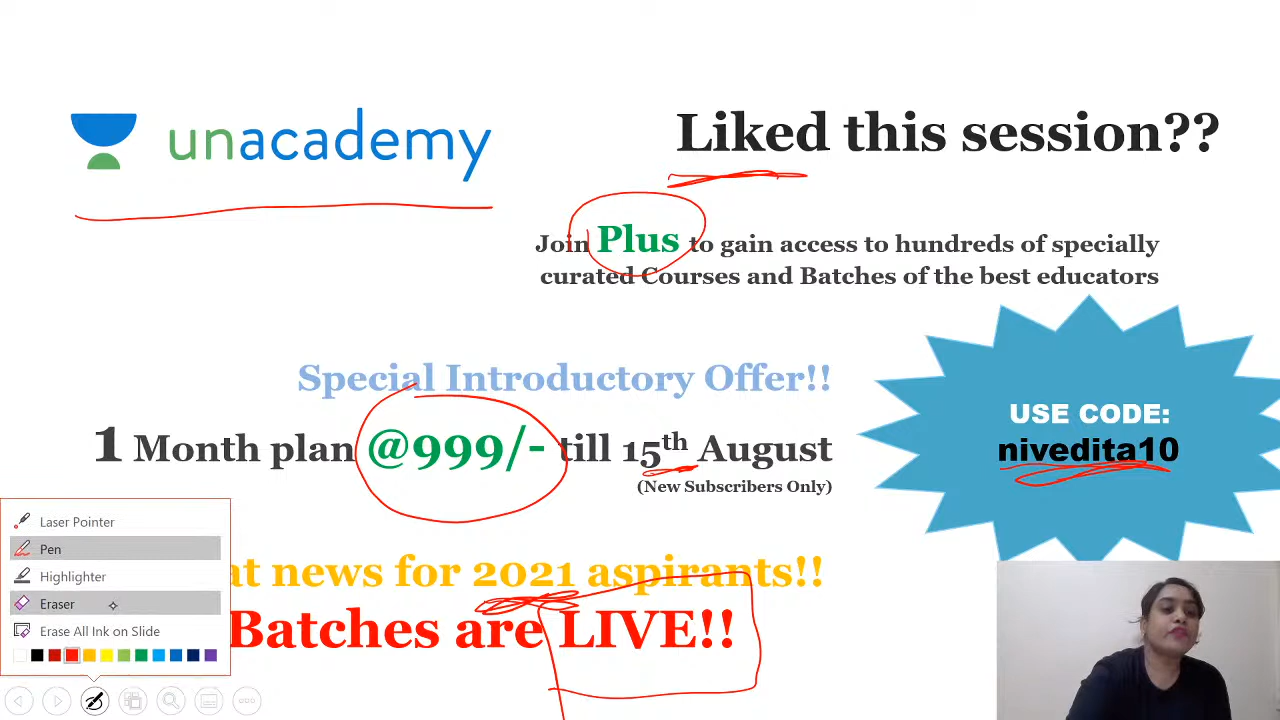 unacademy
Liked this session??
Join Plus to gain access to hundreds of specially
curated Courses and Batches of the best educators
Special Introductory Offer!!
1 Month plan @999/- till 15th August
(New Subscribers Only)
USE CODE:
nivedita10
at news for 2021 aspirants!!
Batches are LIVE!!
Laser Pointer
Pen
Highlighter
Eraser
Erase All Ink on Slide